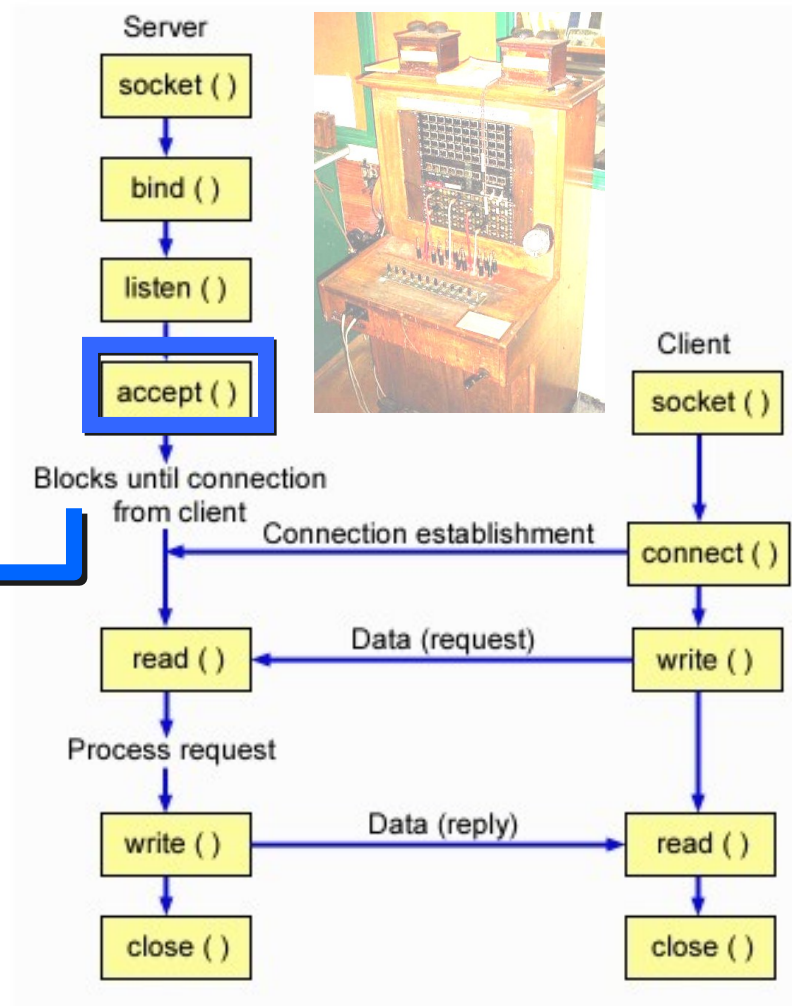 Server
socket ( )
bind ( )
listen ( )
accept ( )
Blocks until connection
from client
read ( )
Process request
write ( )
close ( )
Connection establishment
Data (request)
Data (reply)
Client
socket ( )
connect ( )
write ( )
read ( )
close ( )